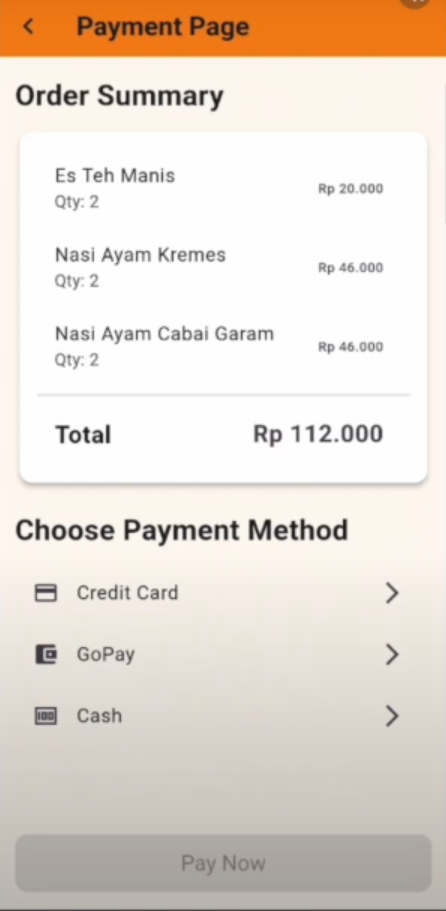 Payment Page
Order Summary
Es Teh Manis
Qty: 2
Rp 20.000
Nasi Ayam Kremes
Qty: 2
Rp 46.000
Nasi Ayam Cabai Garam
Qty: 2
Rp 46.000
Total Rp 112.000
Choose Payment Method
Credit Card
GoPay
100 Cash
Pay Now